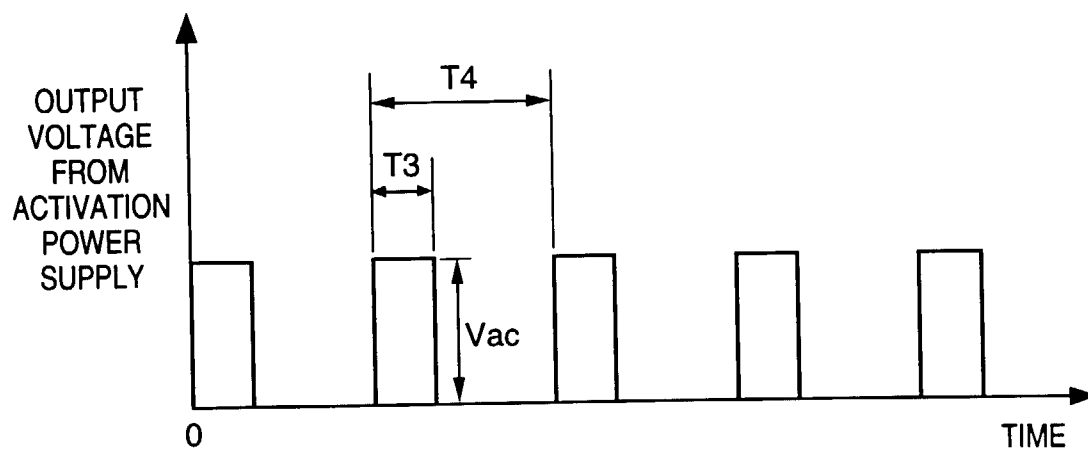 T4
OUTPUT
VOLTAGE
FROM
ACTIVATION
POWER
SUPPLY
T3
Vac
0
TIME